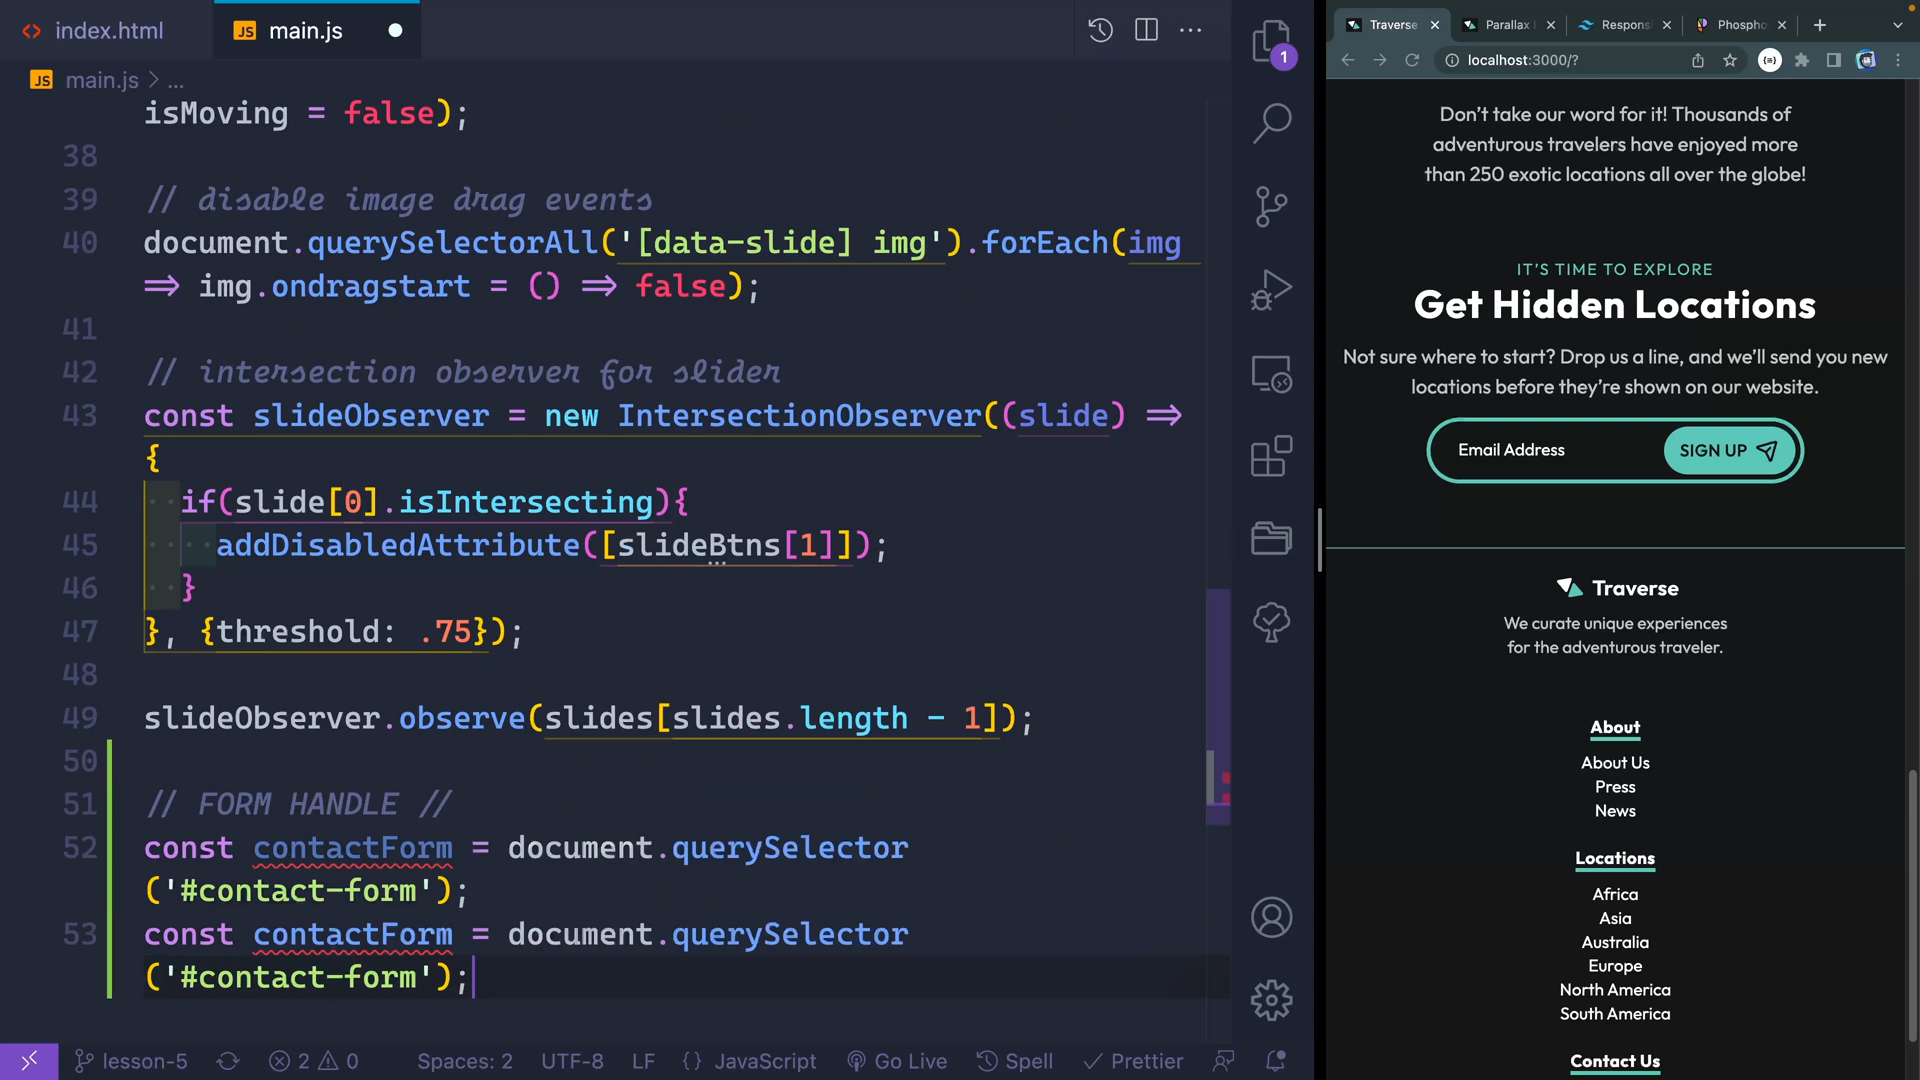 index.html
JS main.js
JS main.js > ...
isMoving = false);
38
39 // disable image drag events
40 document.querySelectorAll('[data-slide] img').forEach(img
=> img.ondragstart = () => false);
41
42 // intersection observer for slider
43 const slideObserver = new IntersectionObserver((slide) =>
{
44 if(slide[0].isIntersecting){
45 addDisabledAttribute([slideBtns[1]]);
46 }
47 }, {threshold: .75});
48
49 slideObserver.observe(slides[slides.length - 1]);
50
51 // FORM HANDLE //
52 const contactForm = document.querySelector
('#contact-form');
53 const contactForm = document.querySelector
('#contact-form');
lesson-5 2 0 Spaces: 2 UTF-8 LF {} JavaScript Go Live Spell Prettier
1
Traverse Parallax Respons Phospho
localhost:3000/?
Don't take our word for it! Thousands of
adventurous travelers have enjoyed more
than 250 exotic locations all over the globe!
IT'S TIME TO EXPLORE
Get Hidden Locations
Not sure where to start? Drop us a line, and we'll send you new
locations before they're shown on our website.
Email Address SIGN UP
Traverse
We curate unique experiences
for the adventurous traveler.
About
About Us
Press
News
Locations
Africa
Asia
Australia
Europe
North America
South America
Contact Us